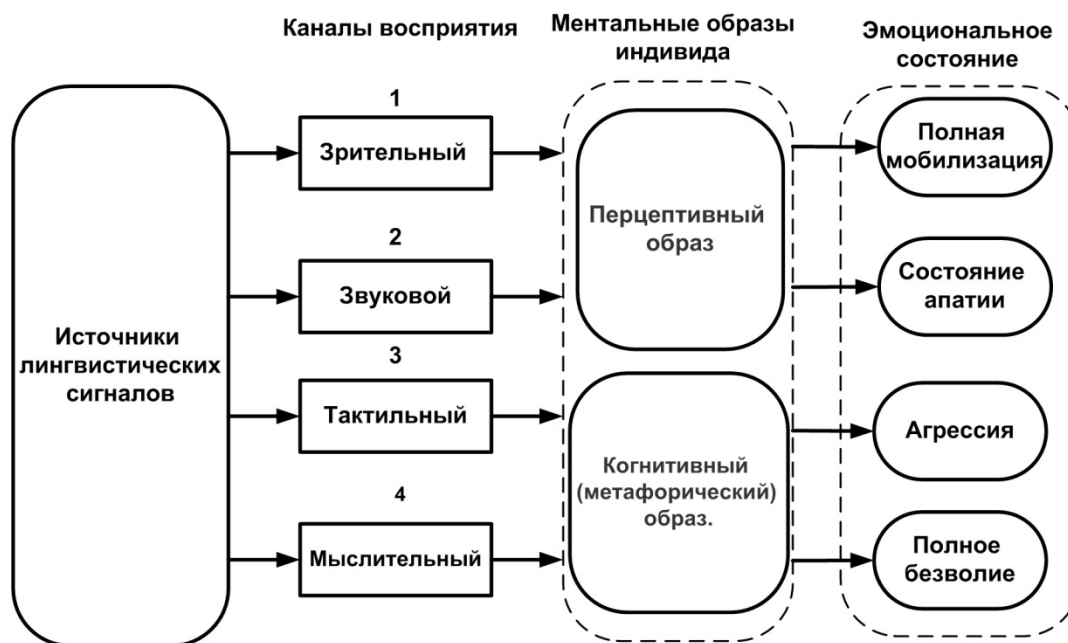 Каналы восприятия
Ментальные образы
индивида
Эмоциональное
состояние
Источники
лингвистических
сигналов
1
Зрительный
2
Звуковой
3
Тактильный
4
Мыслительный
Перцептивный
образ
Когнитивный
(метафорический)
образ.
Полная
мобилизация
Состояние
апатии
Агрессия
Полное
безволие